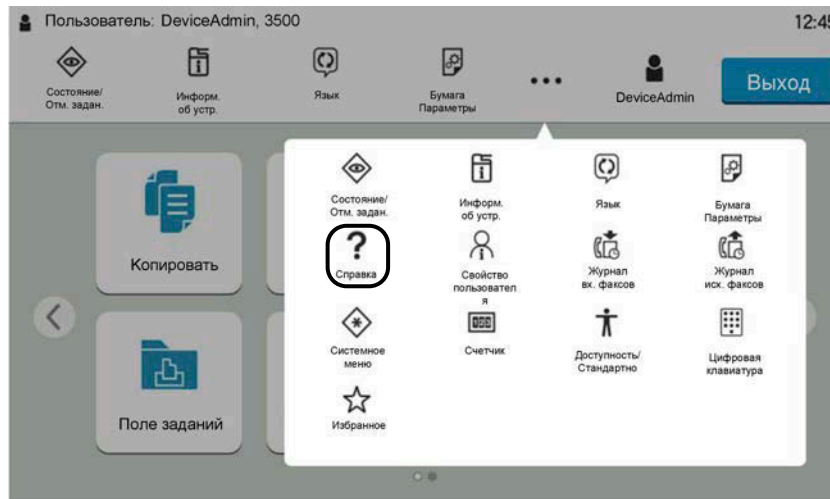 Пользователь: DeviceAdmin, 3500
12:45
Состояние/
Отм. задан.
Информ.
об устр.
Язык
Бумага
Параметры
DeviceAdmin
Выход
Состояние/
Отм. задан.
Информ.
об устр.
Язык
Бумага
Параметры
Справка
Свойство
пользовател
я
Журнал
вх. факсов
Журнал
исх. факсов
Системное
меню
Счетчик
Доступность/
Стандартно
Цифровая
клавиатура
Избранное
Копировать
Поле заданий